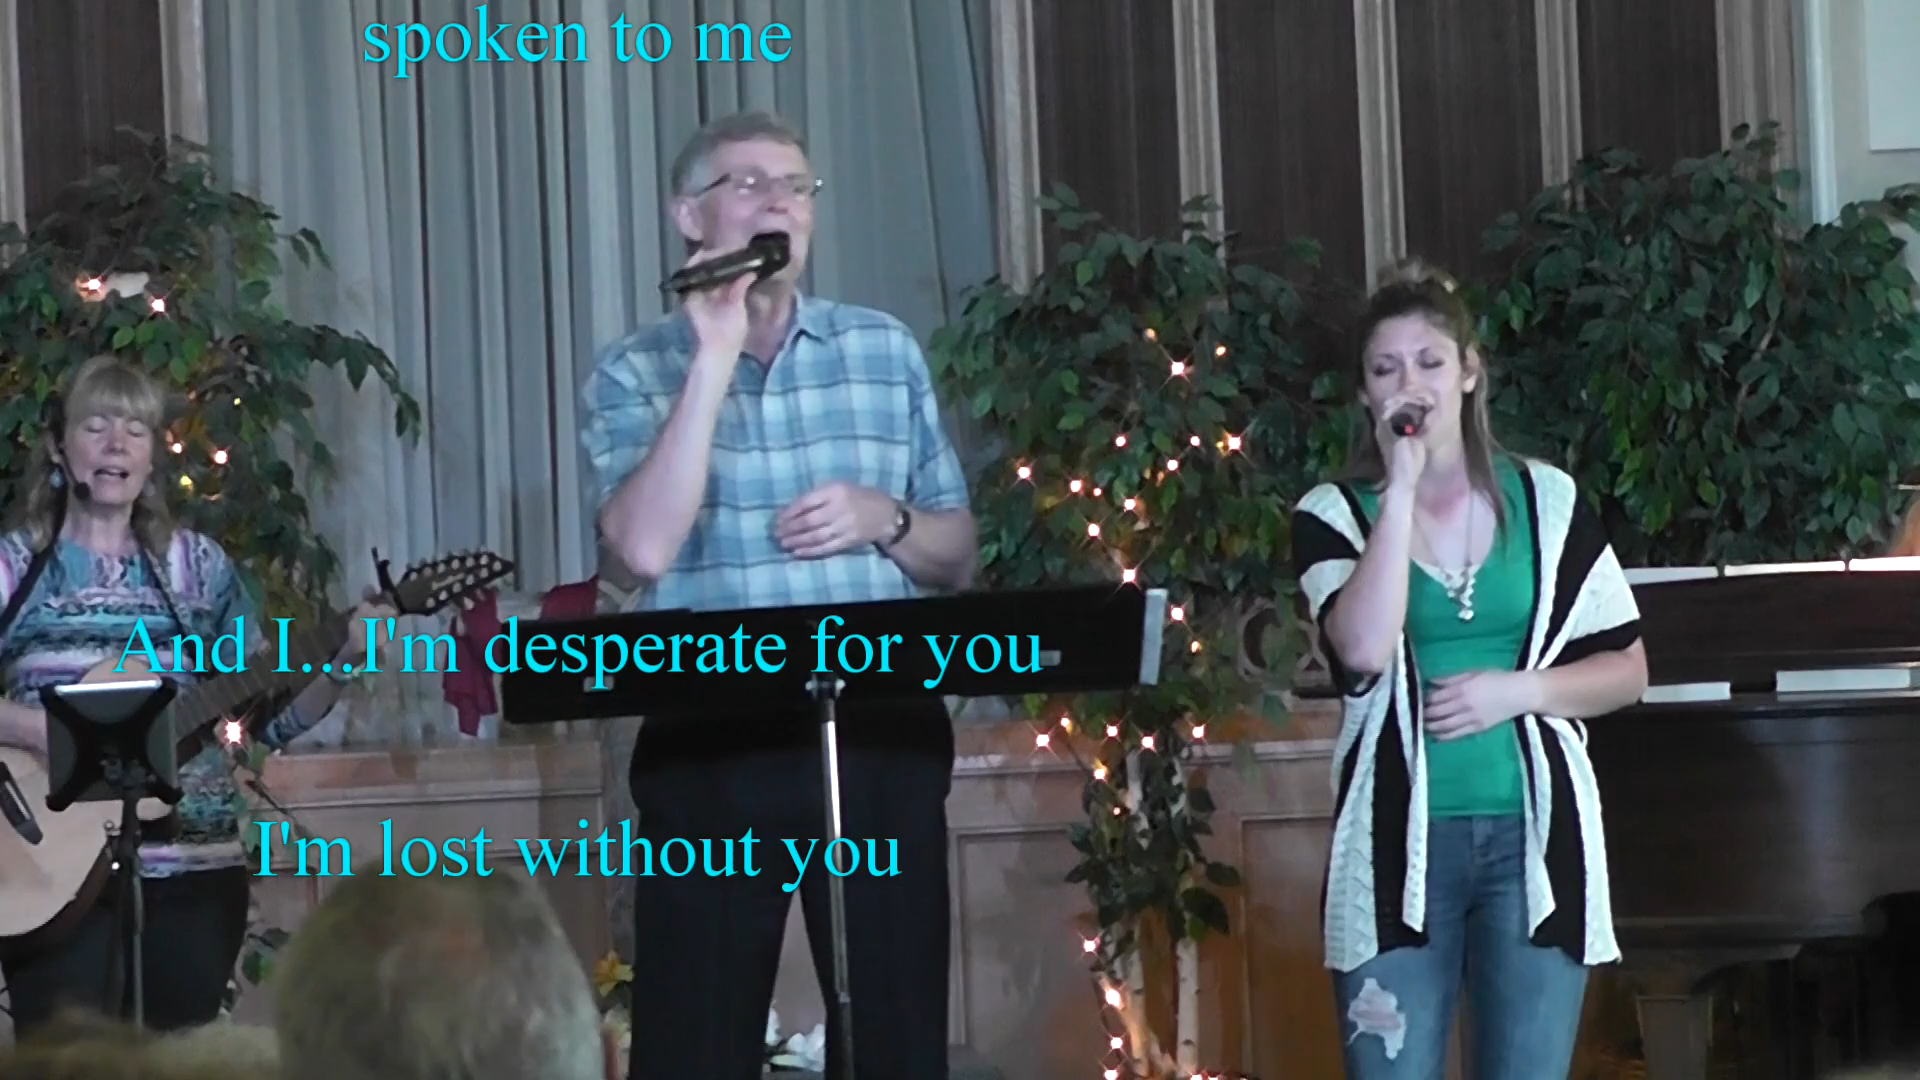 spoken to me
And I...I'm desperate for you
I'm lost without you